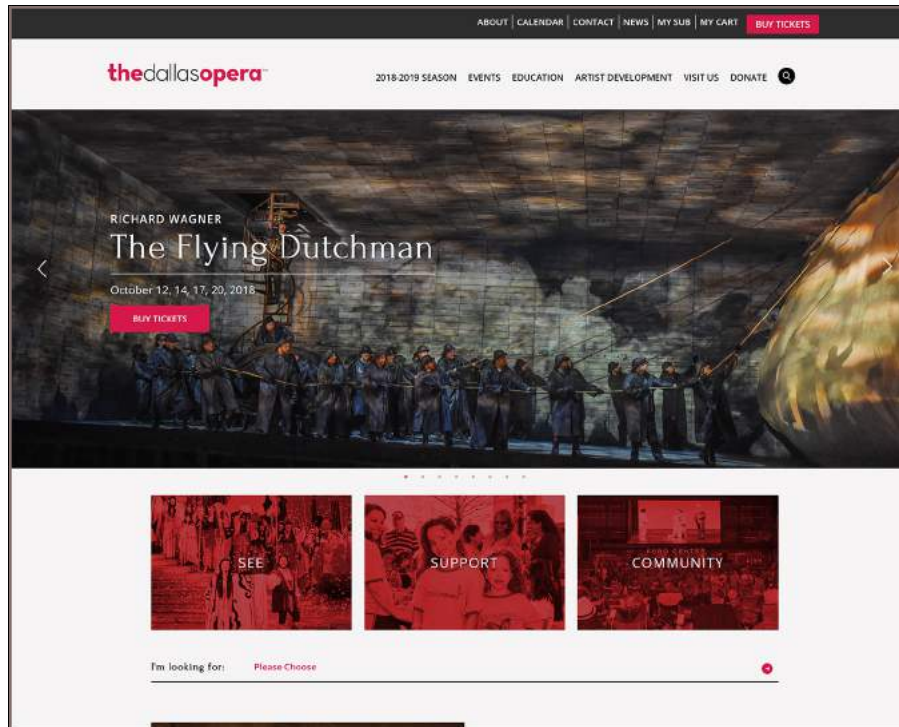 ABOUT | CALENDAR | CONTACT | NEWS | MY SUB | MY CART BUY TICKETS
thedallasopera
2018-2019 SEASON EVENTS EDUCATION ARTIST DEVELOPMENT VISIT US DONATE
RICHARD WAGNER
The Flying Dutchman
October 12, 14, 17, 20, 2018
BUY TICKETS
SEE SUPPORT COMMUNITY
I'm looking for: Please Choose